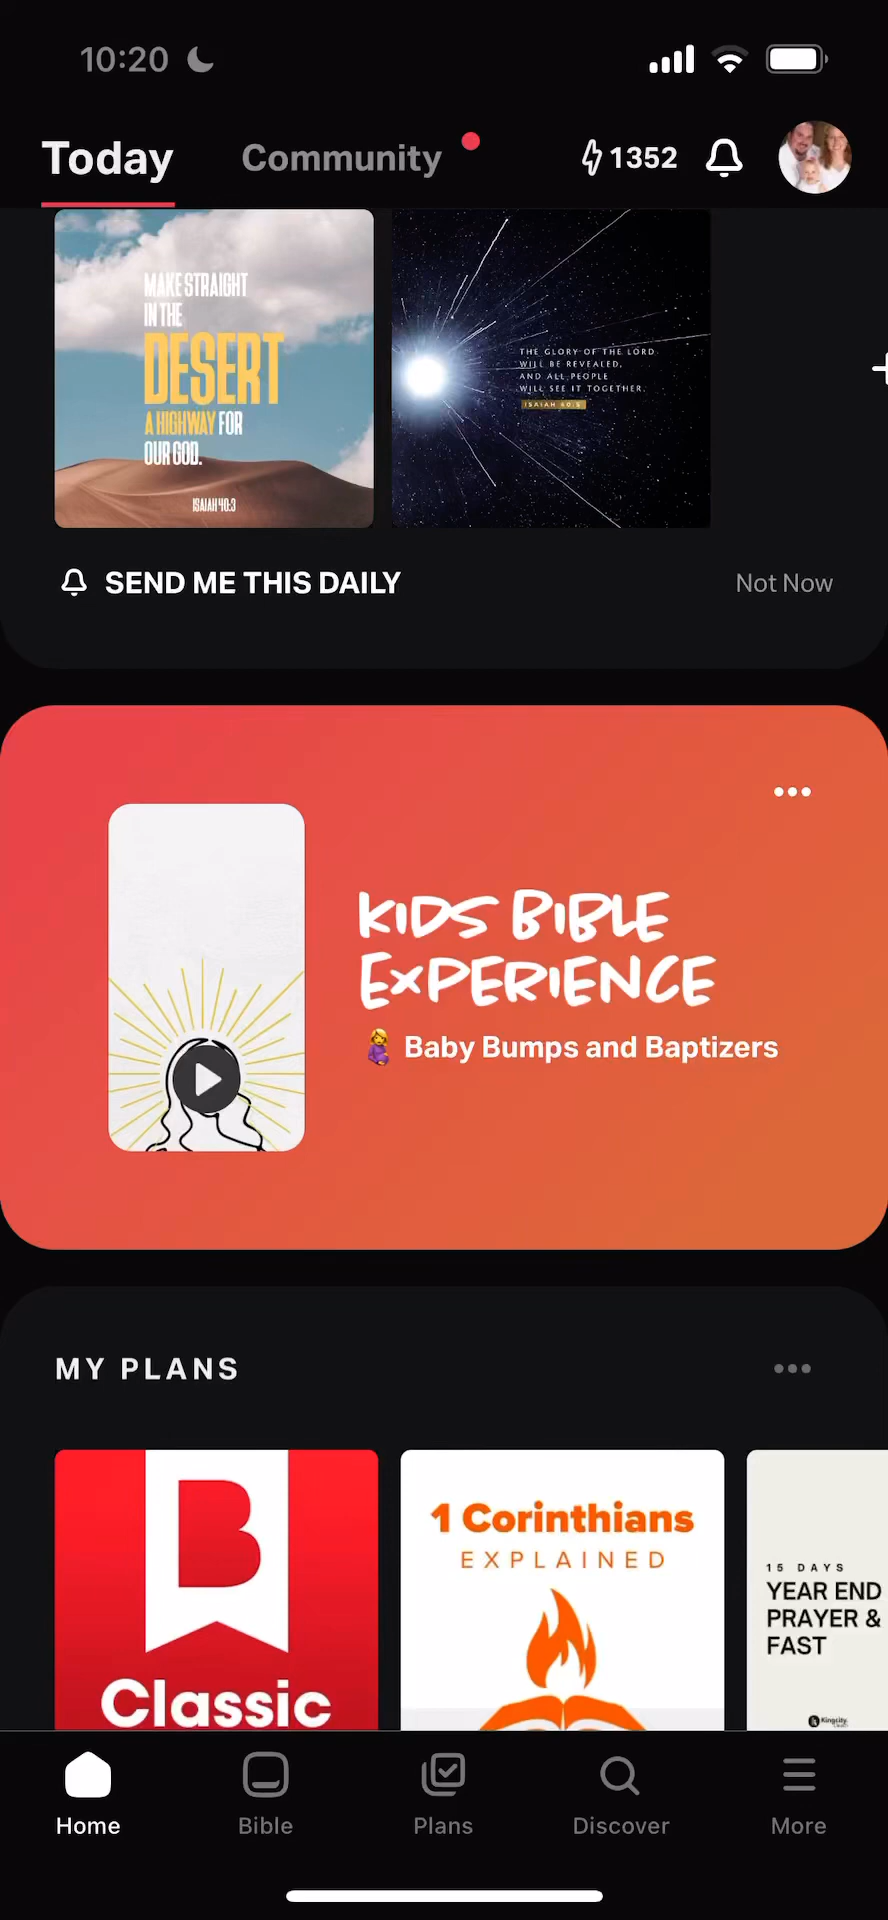 10:20
Today
Community
1352
MAKE STRAIGHT
IN THE
DESERT
A HIGHWAY FOR
OUR GOD.
ISAIAH 40:3
THE GLORY OF THE LORD
WILL BE REVEALED,
AND ALL PEOPLE
WILL SEE IT TOGETHER.
ISAIAH 40:5
SEND ME THIS DAILY
Not Now
KIDS BIBLE
EXPERIENCE
Baby Bumps and Baptizers
MY PLANS
B
Classic
1 Corinthians
EXPLAINED
15 DAYS
YEAR END
PRAYER &
FAST
Kingcity
Home
Bible
Plans
Discover
More